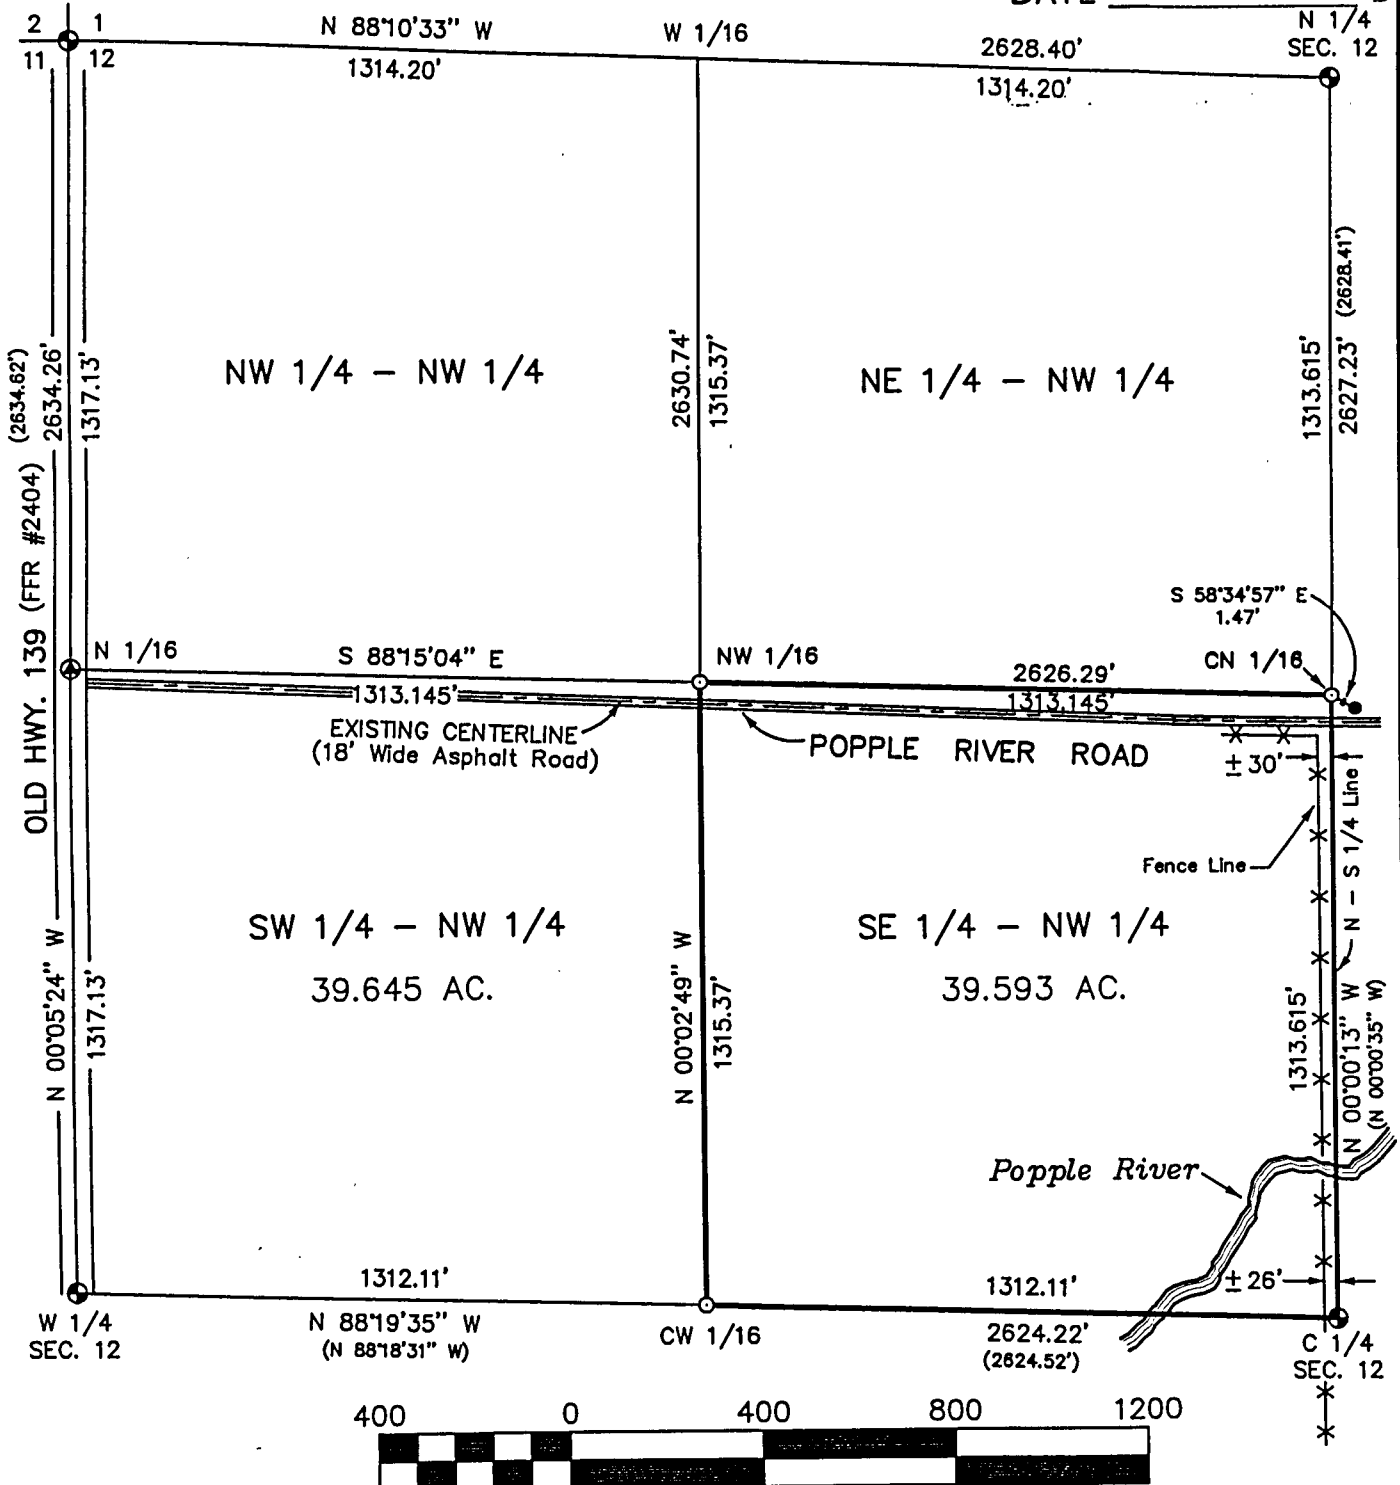 DATE
2 1
11 12
N 88°10'33" W
1314.20'
W 1/16
2628.40'
1314.20'
N 1/4
SEC. 12
(2634.62')
2634.26'
1317.13'
NW 1/4 – NW 1/4
2630.74'
1315.37'
NE 1/4 – NW 1/4
1313.615'
2627.23' (2628.41')
OLD HWY. 139 (FFR #2404)
S 58°34'57" E
1.47'
N 1/16
S 88°15'04" E
1313.145'
NW 1/16
2626.29'
1313.145'
CN 1/16
EXISTING CENTERLINE
(18' Wide Asphalt Road)
POPPLE RIVER ROAD
±30'
Fence Line
N – S 1/4 Line
SW 1/4 – NW 1/4
39.645 AC.
SE 1/4 – NW 1/4
39.593 AC.
N 00°05'24" W
1317.13'
N 00°02'49" W
1315.37'
1313.615'
N 00°00'13" W
(N 00°00'35" W)
Popple River
±26'
1312.11'
1312.11'
W 1/4
SEC. 12
N 88°19'35" W
(N 88°18'31" W)
CW 1/16
2624.22'
(2624.52')
C 1/4
SEC. 12
400 0 400 800 1200